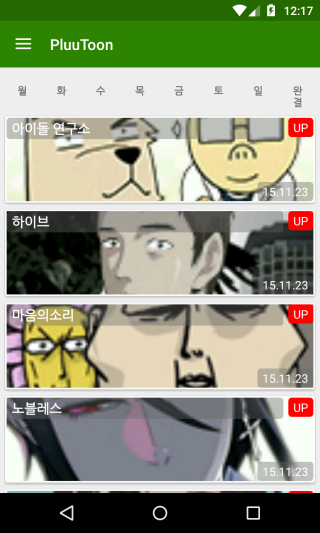 12:17
PluuToon
월 화 수 목 금 토 일 완결
아이돌 연구소 UP
15.11.23
하이브 UP
15.11.23
마음의소리 UP
15.11.23
노블레스 UP
15.11.23